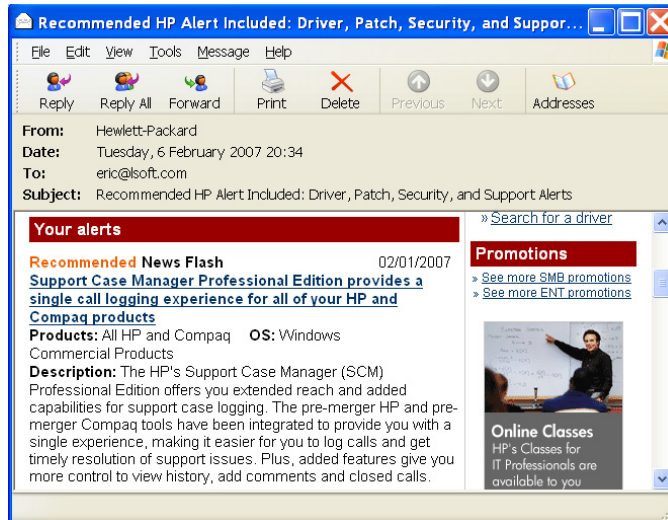 Recommended HP Alert Included: Driver, Patch, Security, and Suppor...
File Edit View Tools Message Help
Reply Reply All Forward Print Delete Previous Next Addresses
From: Hewlett-Packard
Date: Tuesday, 6 February 2007 20:34
To: eric@lsoft.com
Subject: Recommended HP Alert Included: Driver, Patch, Security, and Support Alerts
Your alerts
Recommended News Flash 02/01/2007
Support Case Manager Professional Edition provides a
single call logging experience for all of your HP and
Compaq products
Products: All HP and Compaq OS: Windows
Commercial Products
Description: The HP's Support Case Manager (SCM)
Professional Edition offers you extended reach and added
capabilities for support case logging. The pre-merger HP and pre-
merger Compaq tools have been integrated to provide you with a
single experience, making it easier for you to log calls and get
timely resolution of support issues. Plus, added features give you
more control to view history, add comments and closed calls.
» Search for a driver
Promotions
» See more SMB promotions
» See more ENT promotions
Online Classes
HP's Classes for
IT Professionals are
available to you